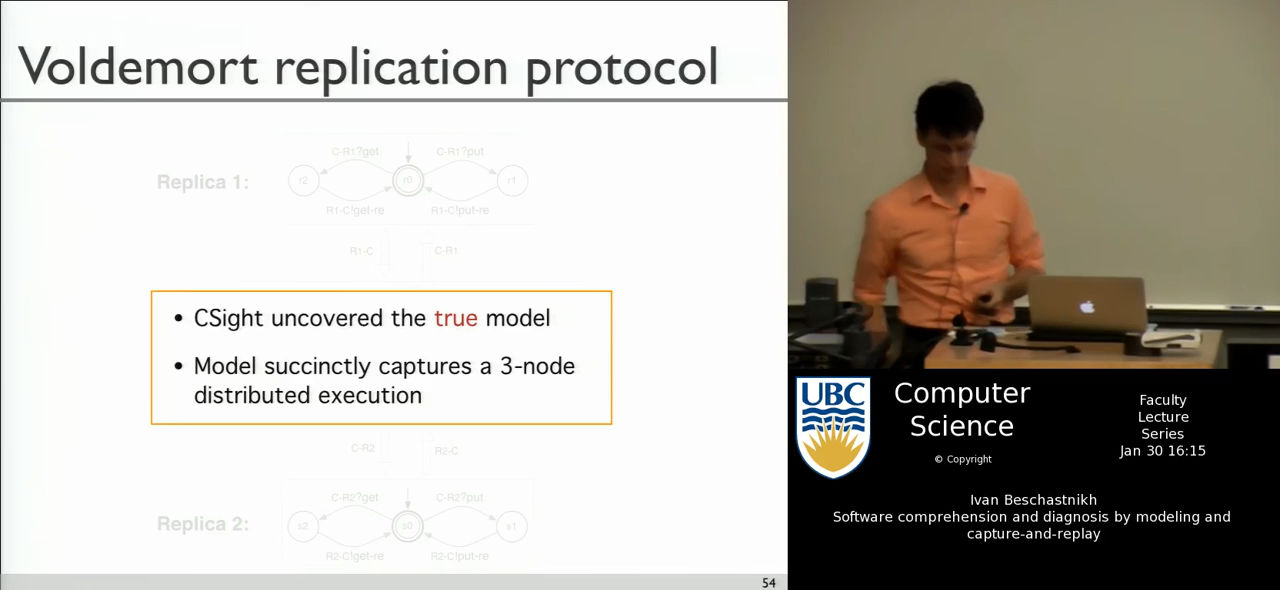 Voldemort replication protocol
C-R1?get
C-R1?put
Replica 1:
r2
r0
r1
R1-C!get-re
R1-C!put-re
R1-C
C-R1
• CSight uncovered the true model
• Model succinctly captures a 3-node
distributed execution
C-R2
R2-C
C-R2?get
C-R2?put
Replica 2:
s2
s0
s1
R2-C!get-re
R2-C!put-re
54
UBC
Computer
Science
© Copyright
Faculty
Lecture
Series
Jan 30 16:15
Ivan Beschastnikh
Software comprehension and diagnosis by modeling and
capture-and-replay